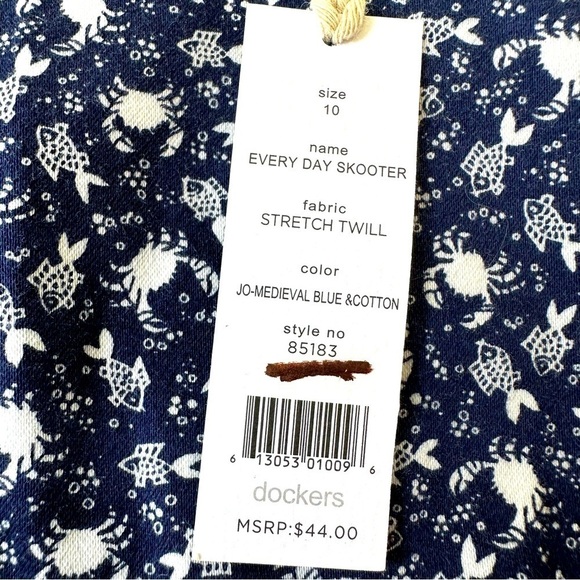 size
10
name
EVERY DAY SKOOTER
fabric
STRETCH TWILL
color
JO-MEDIEVAL BLUE &COTTON
style no
85183
6 13053 01009 6
dockers
MSRP:$44.00